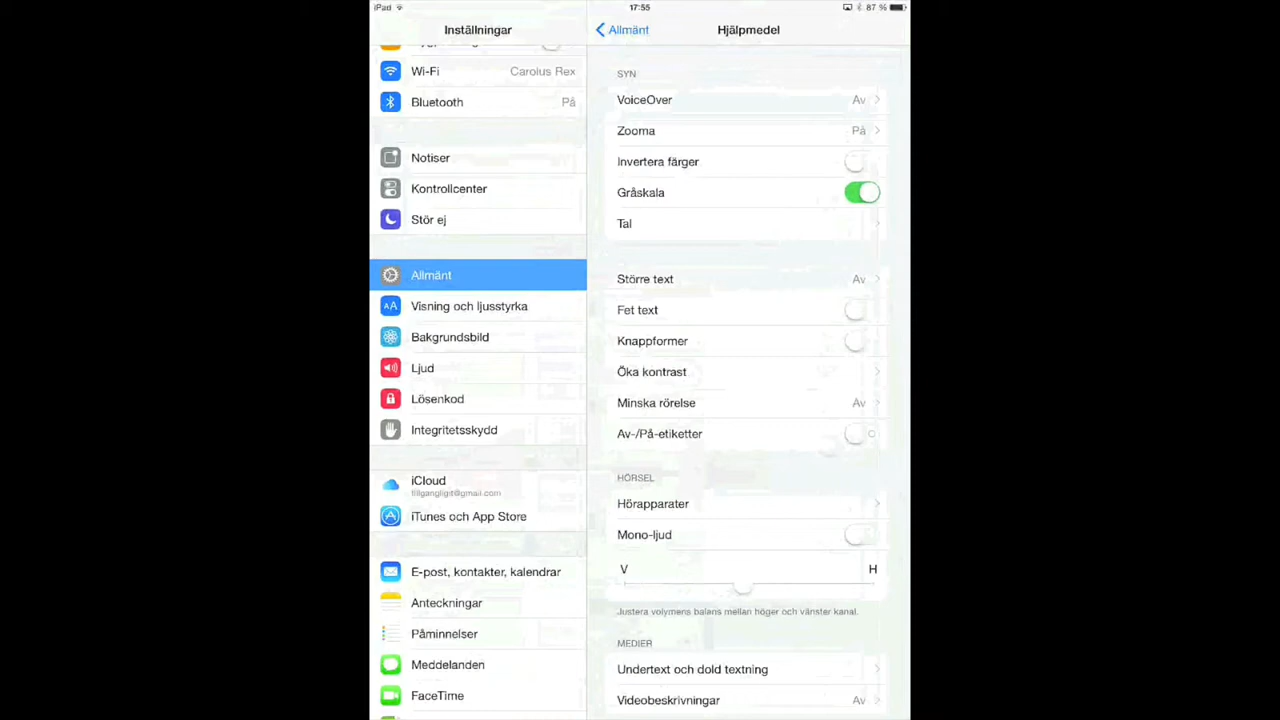 iPad
17:55
87 %
Inställningar
Allmänt
Hjälpmedel
Wi-Fi
Carolus Rex
Bluetooth
På
Notiser
Kontrollcenter
Stör ej
Allmänt
Visning och ljusstyrka
Bakgrundsbild
Ljud
Lösenkod
Integritetsskydd
iCloud
iTunes och App Store
E-post, kontakter, kalendrar
Anteckningar
Påminnelser
Meddelanden
FaceTime
SYN
VoiceOver
Av
Zooma
På
Invertera färger
Gråskala
Tal
Större text
Av
Fet text
Knappformer
Öka kontrast
Minska rörelse
Av
Av-/På-etiketter
HÖRSEL
Hörapparater
Mono-ljud
V
H
Justera volymens balans mellan höger och vänster kanal.
MEDIER
Undertext och dold textning
Videobeskrivningar
Av